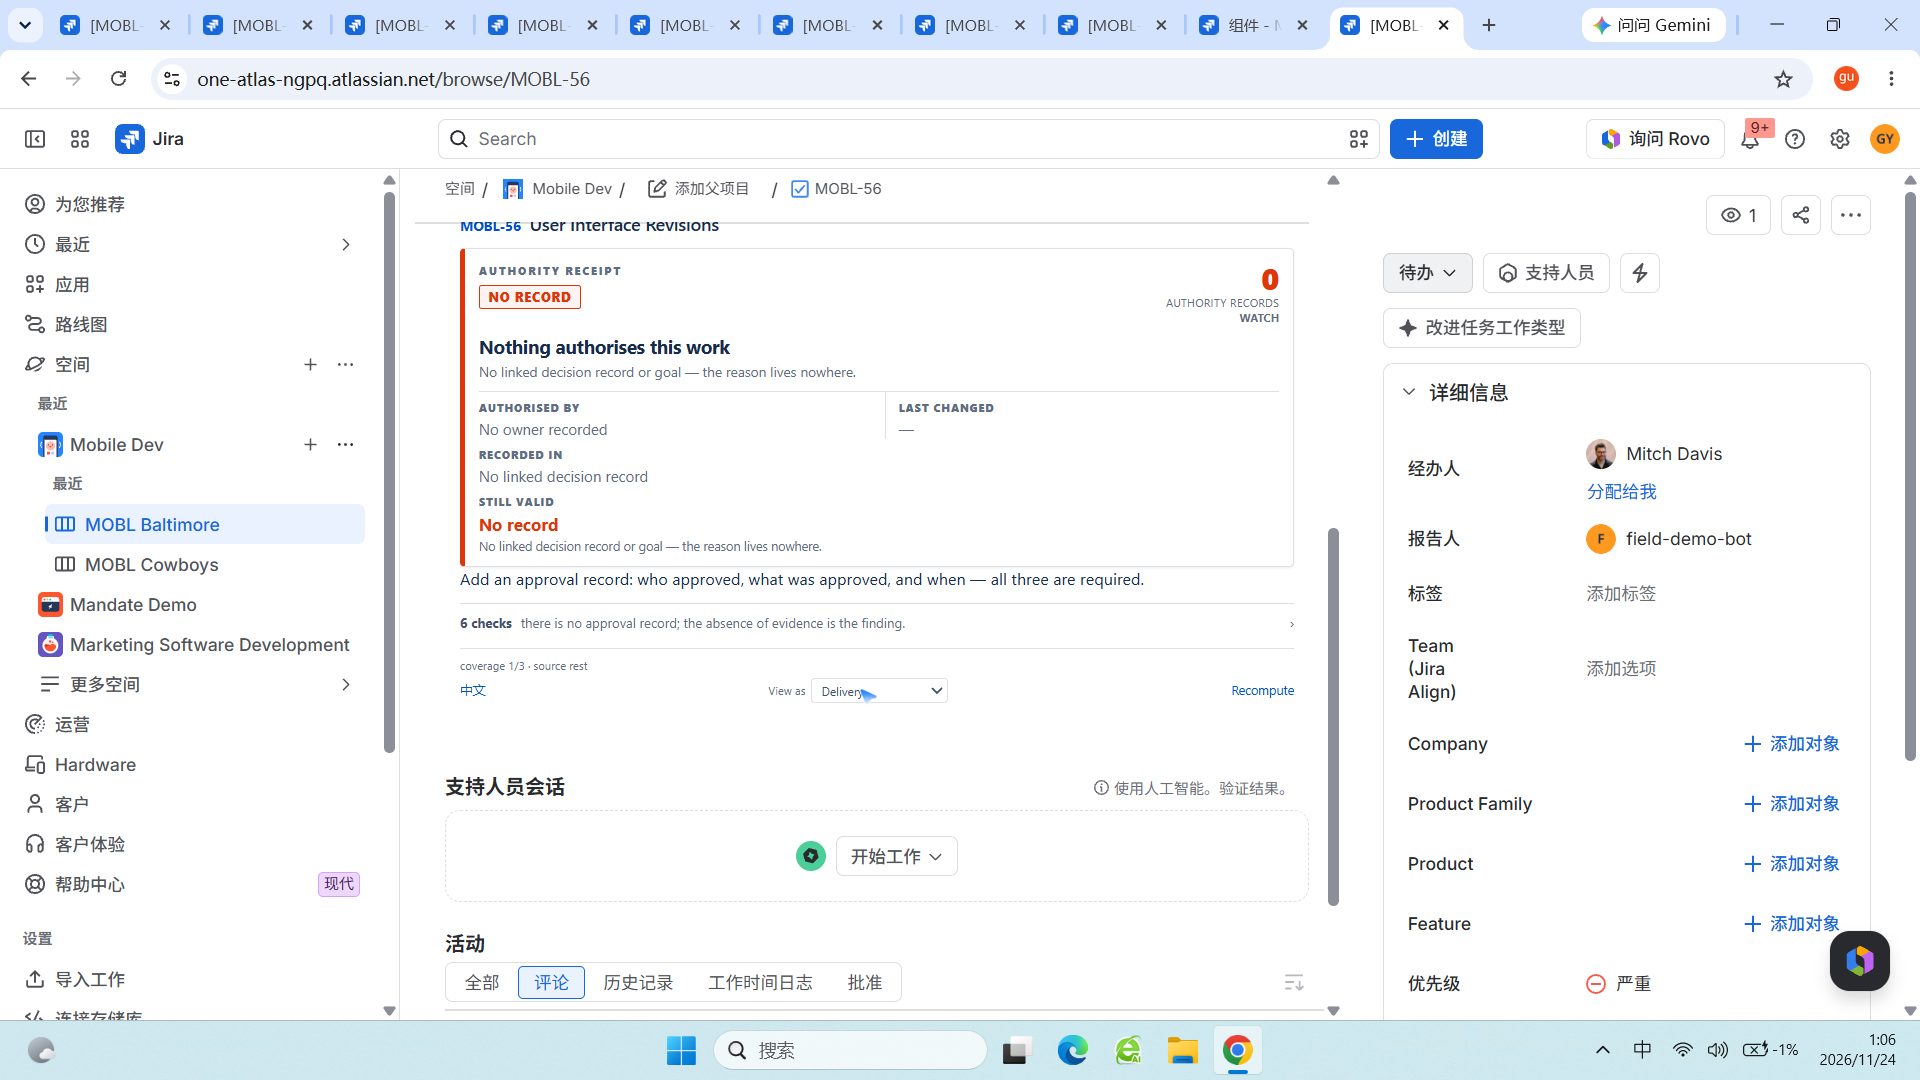 [MOBL-
[MOBL-
[MOBL-
[MOBL-
[MOBL-
[MOBL-
[MOBL-
[MOBL-
组件 - M
[MOBL-
问问 Gemini
one-atlas-ngpq.atlassian.net/browse/MOBL-56
gu
Jira
Search
创建
询问 Rovo
9+
GY
为您推荐
最近
应用
路线图
空间
最近
Mobile Dev
最近
MOBL Baltimore
MOBL Cowboys
Mandate Demo
Marketing Software Development
更多空间
运营
Hardware
客户
客户体验
帮助中心
现代
设置
导入工作
连接存储库
空间 / Mobile Dev / 添加父项目 / MOBL-56
MOBL-56 User Interface Revisions
AUTHORITY RECEIPT
NO RECORD
0
AUTHORITY RECORDS
WATCH
Nothing authorises this work
No linked decision record or goal — the reason lives nowhere.
AUTHORISED BY
No owner recorded
LAST CHANGED
—
RECORDED IN
No linked decision record
STILL VALID
No record
No linked decision record or goal — the reason lives nowhere.
Add an approval record: who approved, what was approved, and when — all three are required.
6 checks there is no approval record; the absence of evidence is the finding.
coverage 1/3 · source rest
中文
View as
Delivery
Recompute
支持人员会话
使用人工智能。验证结果。
开始工作
活动
全部
评论
历史记录
工作时间日志
批准
1
待办
支持人员
改进任务工作类型
详细信息
经办人
Mitch Davis
分配给我
报告人
F
field-demo-bot
标签
添加标签
Team
(Jira
Align)
添加选项
Company
添加对象
Product Family
添加对象
Product
添加对象
Feature
添加对象
优先级
严重
搜索
中
-1%
1:06
2026/11/24